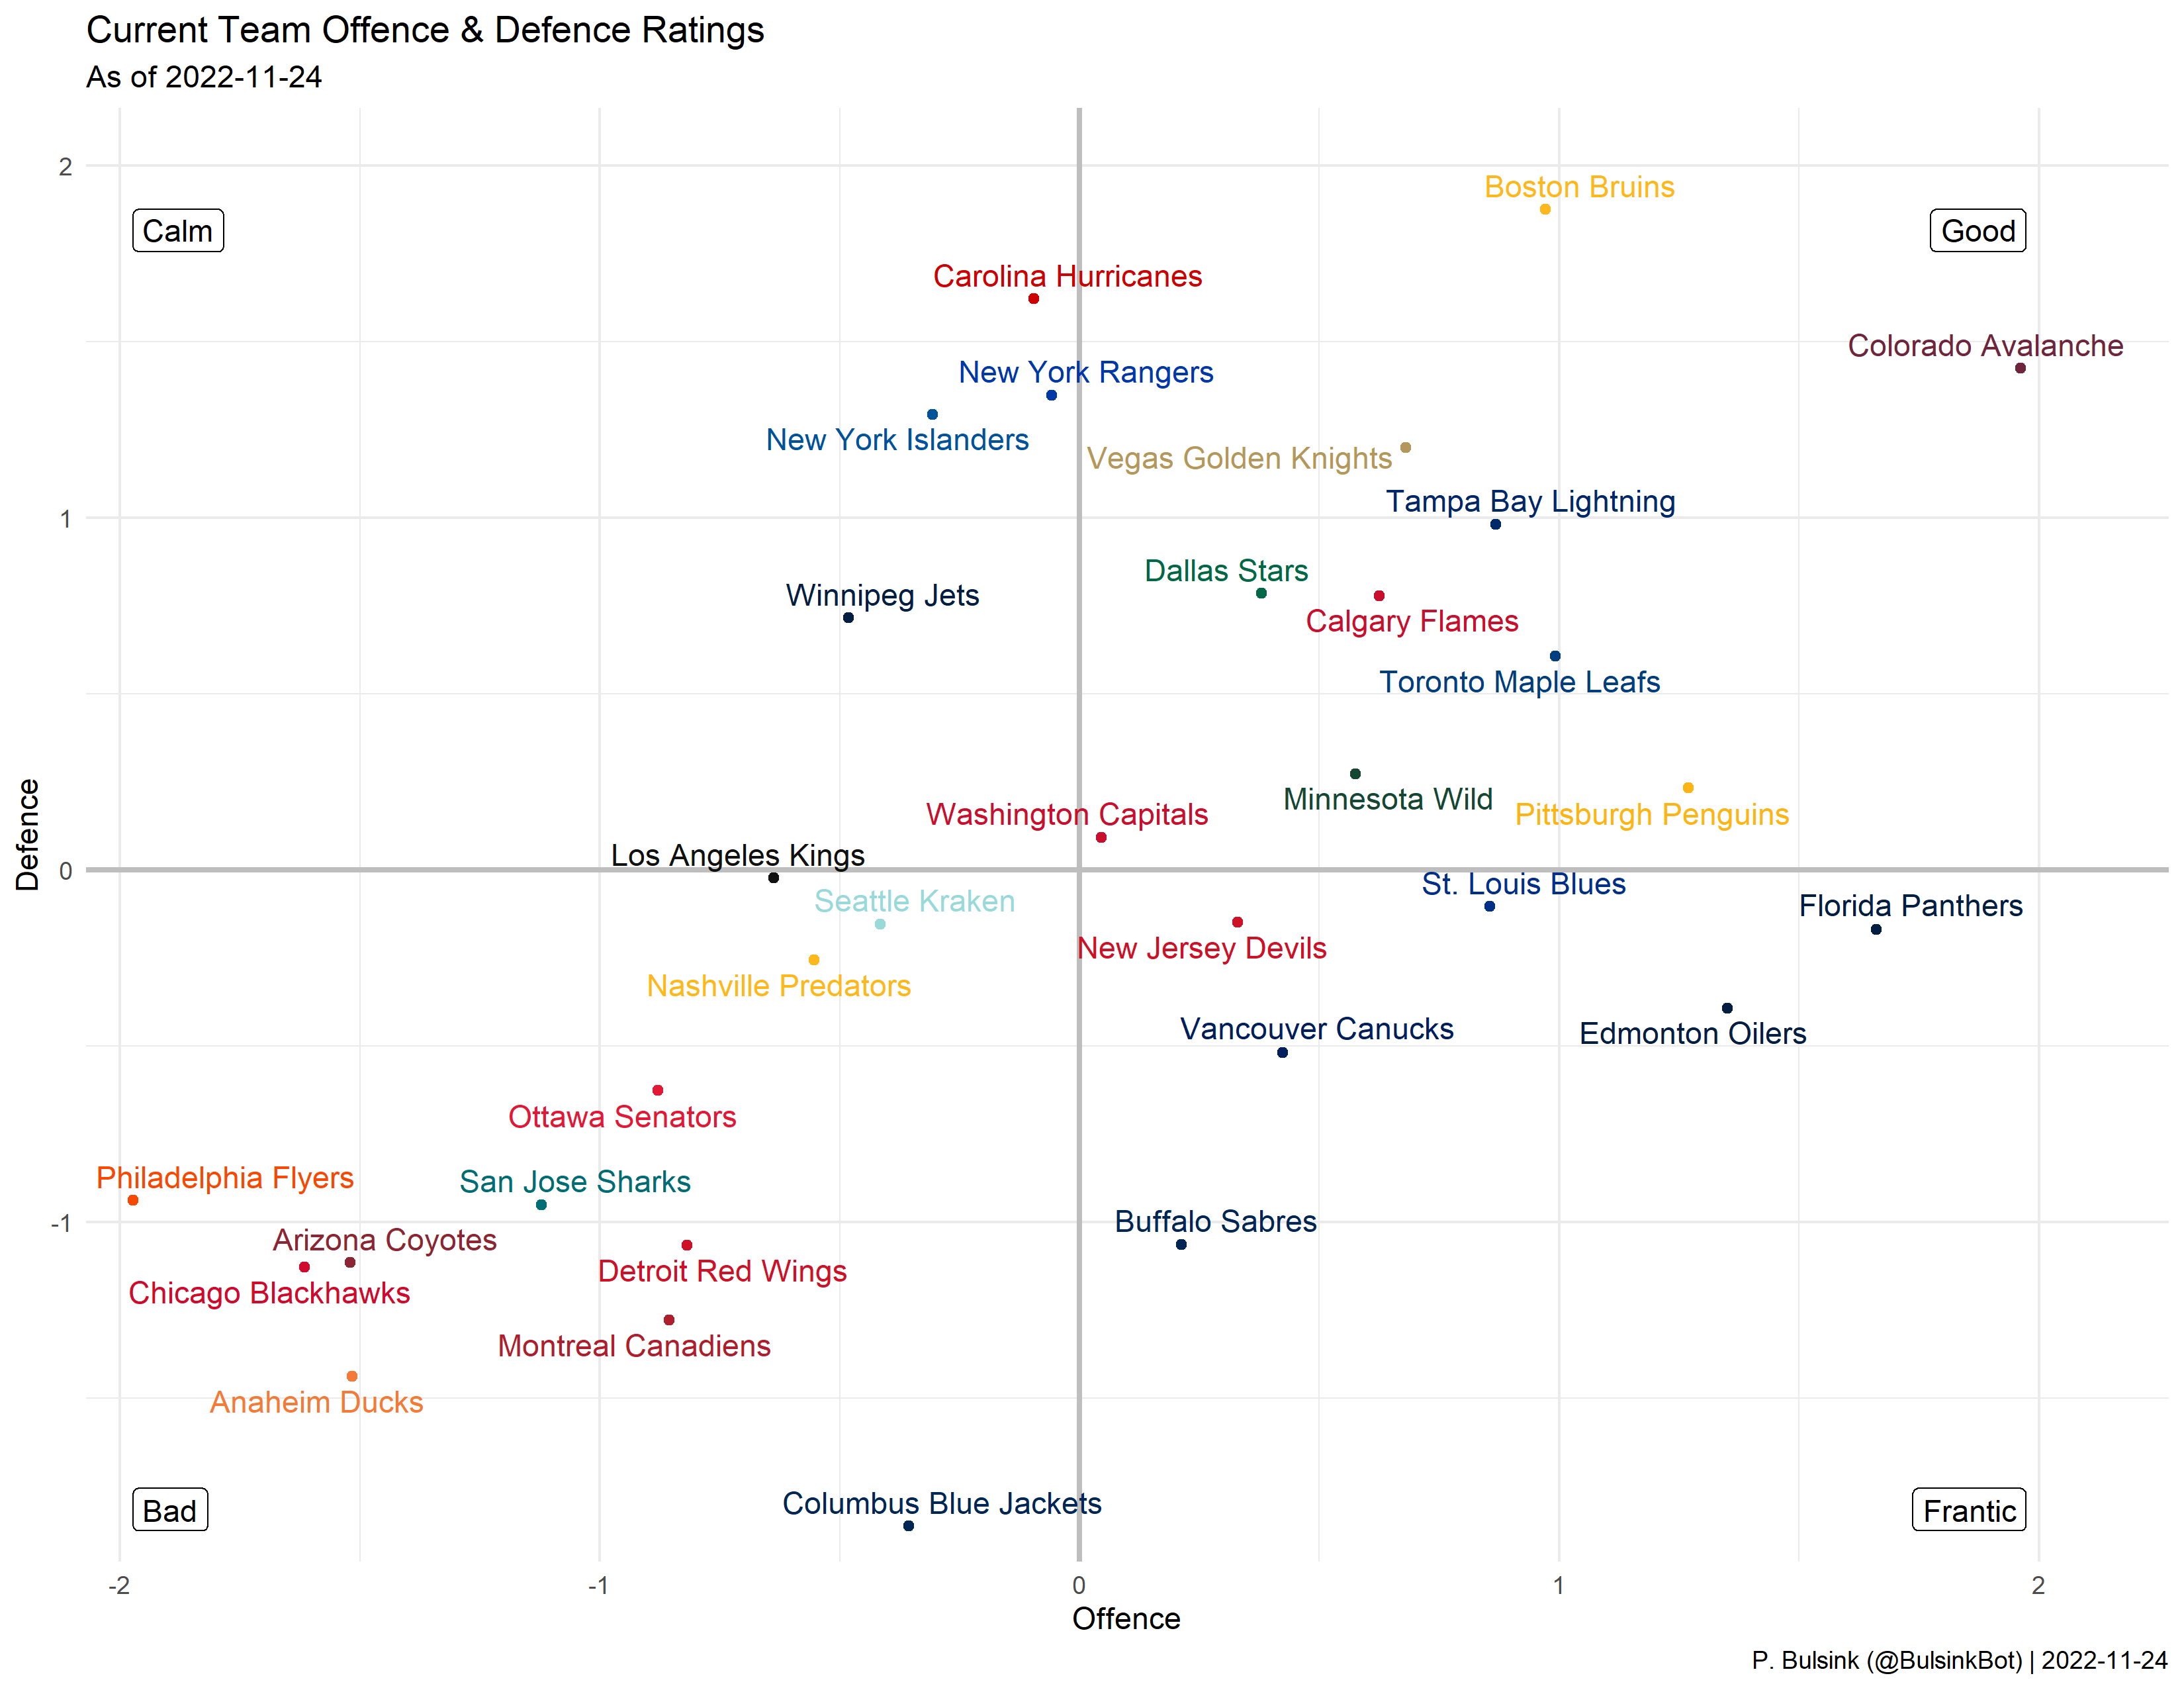 Current Team Offence & Defence Ratings
As of 2022-11-24
2
Boston Bruins
Calm
Good
Carolina Hurricanes
Colorado Avalanche
New York Rangers
New York Islanders
Vegas Golden Knights
Tampa Bay Lightning
1
Dallas Stars
Winnipeg Jets
Calgary Flames
Toronto Maple Leafs
Minnesota Wild
Washington Capitals
Pittsburgh Penguins
Defence
Los Angeles Kings
0
St. Louis Blues
Seattle Kraken
Florida Panthers
New Jersey Devils
Nashville Predators
Vancouver Canucks
Edmonton Oilers
Ottawa Senators
Philadelphia Flyers
San Jose Sharks
-1
Buffalo Sabres
Arizona Coyotes
Detroit Red Wings
Chicago Blackhawks
Montreal Canadiens
Anaheim Ducks
Columbus Blue Jackets
Bad
Frantic
-2 -1 0 1 2
Offence
P. Bulsink (@BulsinkBot) | 2022-11-24